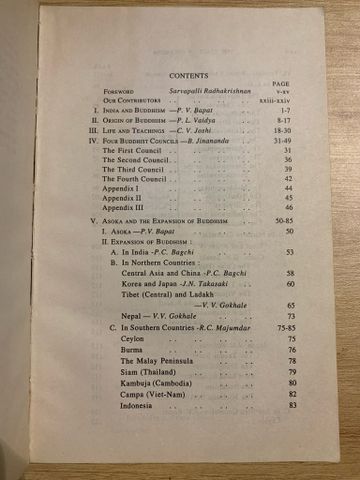 CONTENTS
PAGE
FOREWORD Sarvapalli Radhakrishnan v-xv
OUR CONTRIBUTORS .. .. .. xxiii-xxiv
I. INDIA AND BUDDHISM —P. V. Bapat .. 1-7
II. ORIGIN OF BUDDHISM —P. L. Vaidya .. 8-17
III. LIFE AND TEACHINGS —C. V. Joshi .. 18-30
IV. FOUR BUDDHIST COUNCILS —B. Jinananda .. 31-49
The First Council .. .. .. 31
The Second Council .. .. .. 36
The Third Council .. .. .. 39
The Fourth Council .. .. .. 42
Appendix I .. .. .. 44
Appendix II .. .. .. 45
Appendix III .. .. .. 46
V. ASOKA AND THE EXPANSION OF BUDDHISM .. 50-85
I. ASOKA —P.V. Bapat .. .. 50
II. EXPANSION OF BUDDHISM :
A. In India -P.C. Bagchi .. 53
B. In Northern Countries :
Central Asia and China -P.C. Bagchi 58
Korea and Japan -J.N. Takasaki .. 60
Tibet (Central) and Ladakh
—V. V. Gokhale 65
Nepal — V. V. Gokhale .. .. 73
C. In Southern Countries -R.C. Majumdar 75-85
Ceylon .. .. .. 75
Burma .. .. .. 76
The Malay Peninsula .. .. 78
Siam (Thailand) .. .. 79
Kambuja (Cambodia) .. .. 80
Campa (Viet-Nam) .. .. 82
Indonesia .. .. .. 83